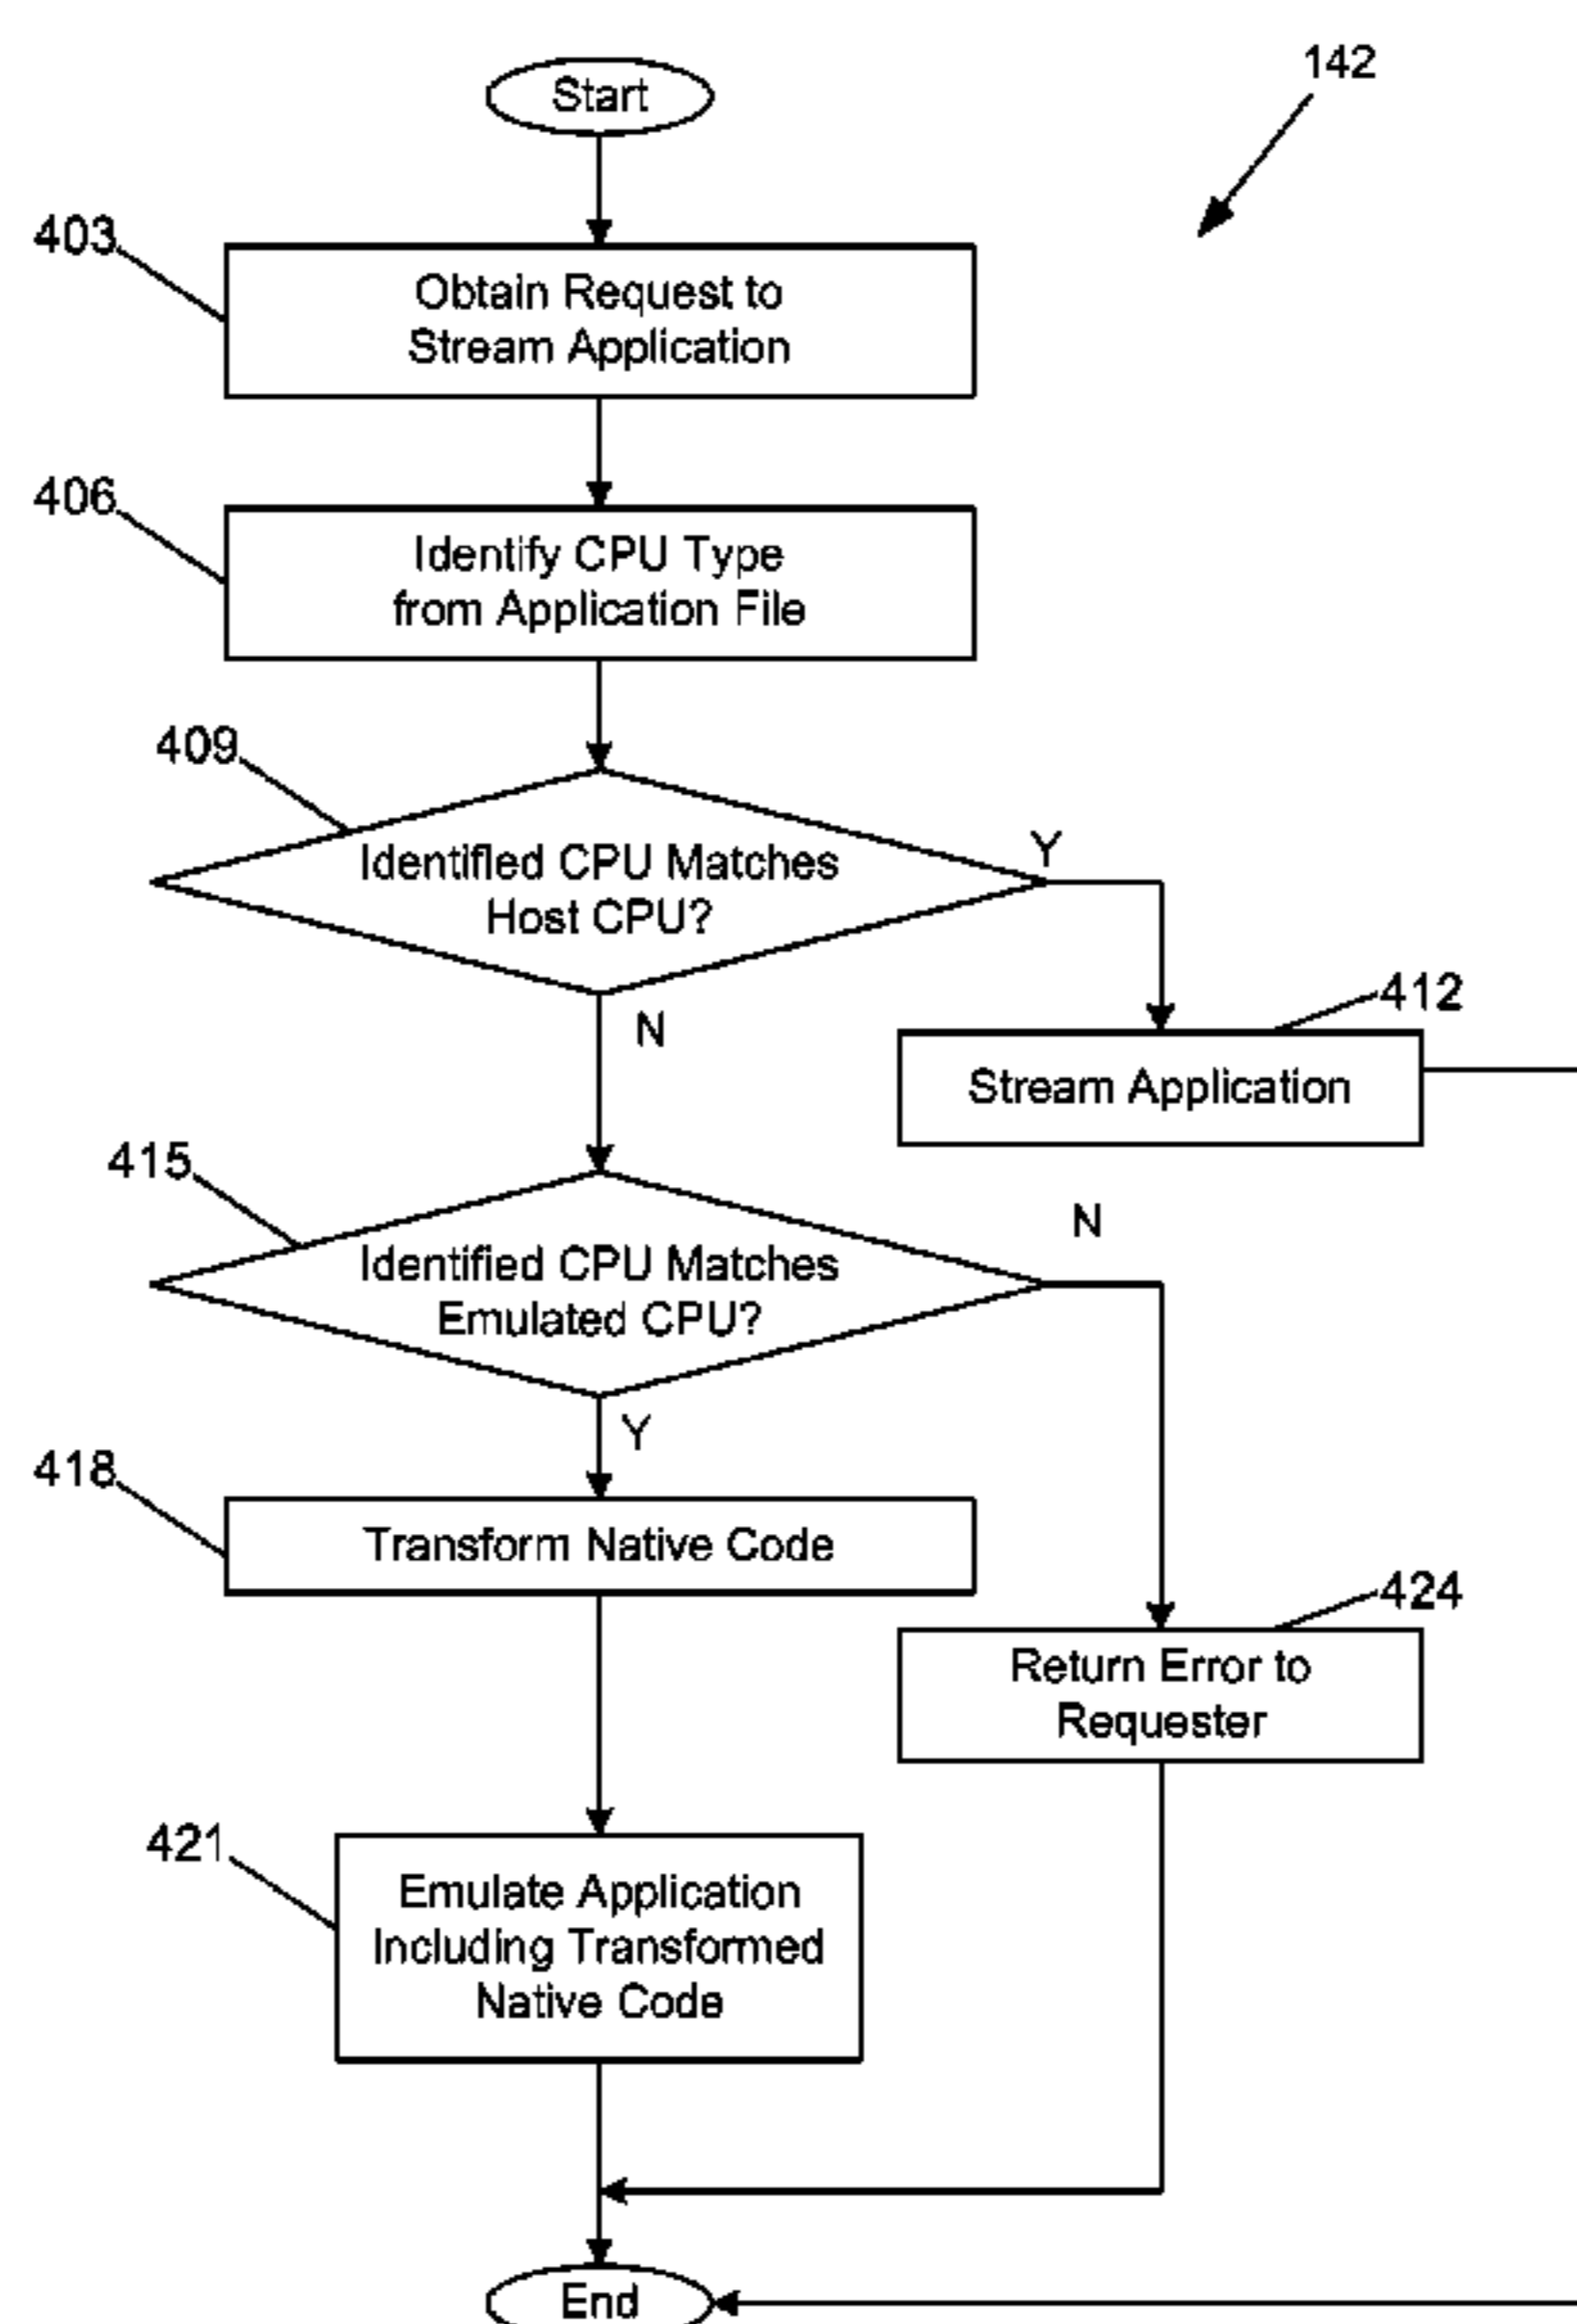 142
Start
403
Obtain Request to
Stream Application
406
Identify CPU Type
from Application File
409
Identified CPU Matches
Host CPU?
Y
N
412
Stream Application
415
Identified CPU Matches
Emulated CPU?
N
Y
418
Transform Native Code
424
Return Error to
Requester
421
Emulate Application
Including Transformed
Native Code
End